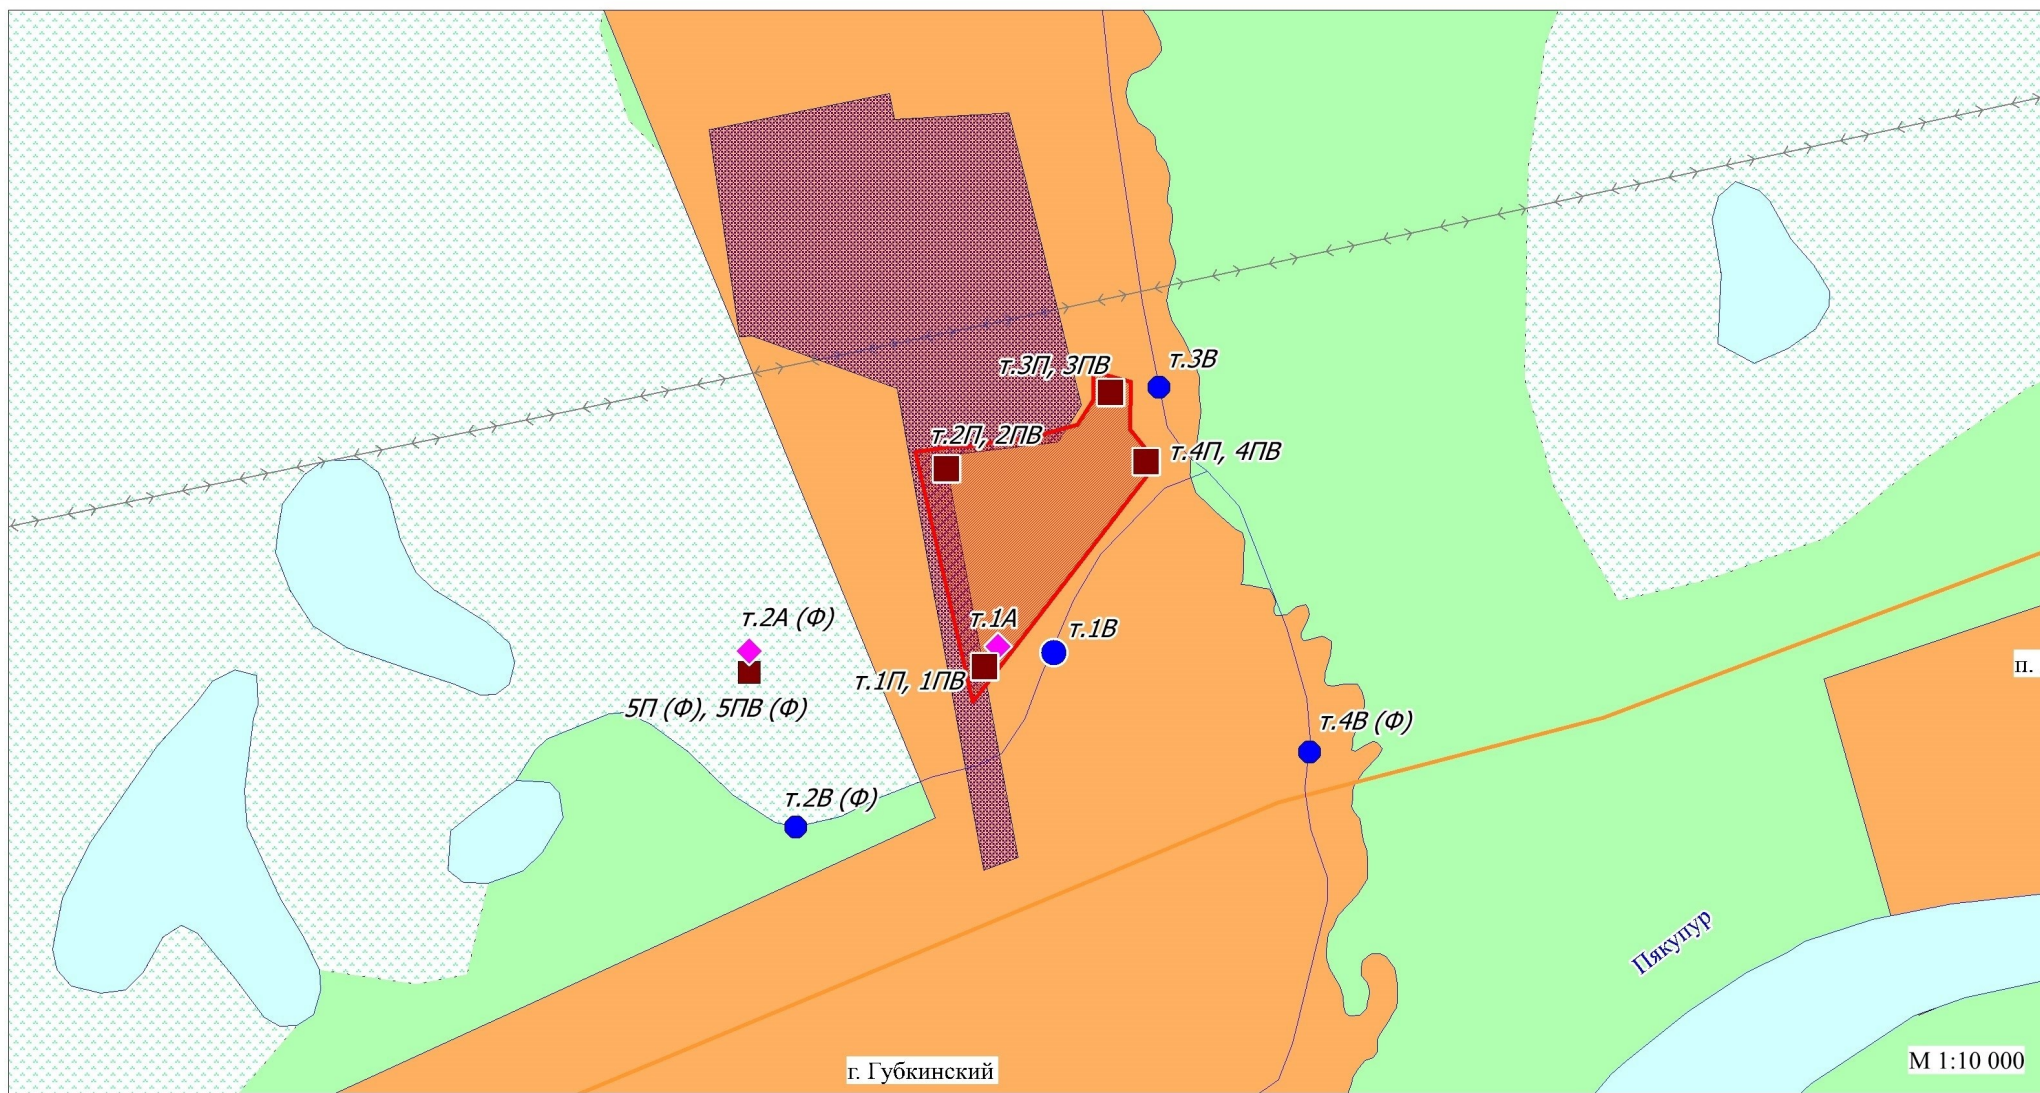 т.3П, 3ПВ
т.3В
т.2П, 2ПВ
т.4П, 4ПВ
т.2А (Ф)
т.1А
т.1В
п.
т.1П, 1ПВ
5П (Ф), 5ПВ (Ф)
т.4В (Ф)
т.2В (Ф)
Пякупур
г. Губкинский
М 1:10 000